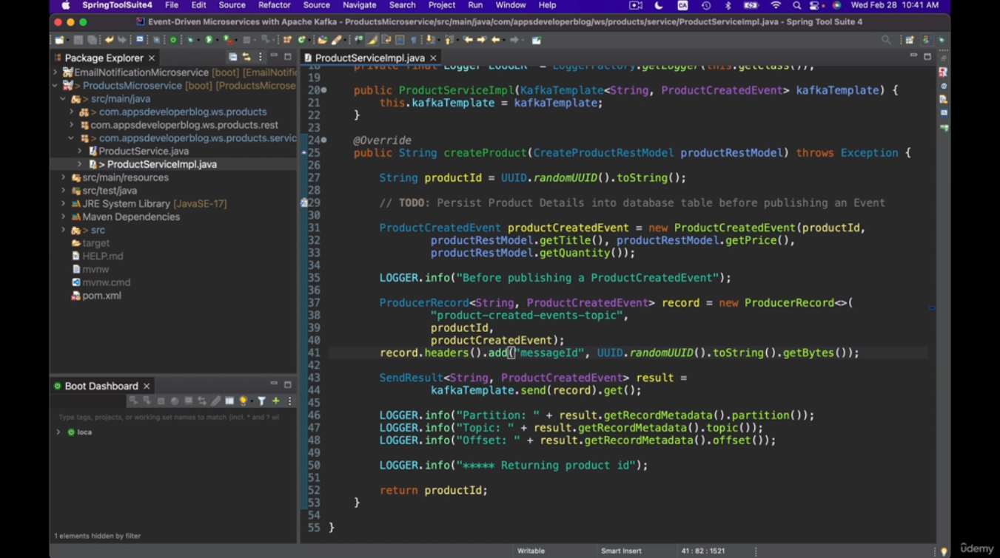 SpringToolSuite4 File Edit Source Refactor Source Navigate Search Project Run Window Help CA Wed Feb 28 10:41 AM
Event-Driven Microservices with Apache Kafka - ProductsMicroservice/src/main/java/com/appsdeveloperblog/ws/products/service/ProductServiceImpl.java - Spring Tool Suite 4
Package Explorer
EmailNotificationMicroservice [boot] [EmailNotific
> ProductsMicroservice [boot] [ProductsMicrose
> src/main/java
> com.appsdeveloperblog.ws.products
com.appsdeveloperblog.ws.products.rest
> com.appsdeveloperblog.ws.products.servic
ProductService.java
> ProductServiceImpl.java
src/main/resources
src/test/java
JRE System Library [JavaSE-17]
Maven Dependencies
> src
target
HELP.md
mvnw
mvnw.cmd
pom.xml
Boot Dashboard
Type tags, projects, or working set names to match (incl. * and ? wi
loca
1 elements hidden by filter
ProductServiceImpl.java
18 private final Logger LOGGER = LoggerFactory.getLogger(this.getClass());
19
20 public ProductServiceImpl(KafkaTemplate<String, ProductCreatedEvent> kafkaTemplate) {
21 this.kafkaTemplate = kafkaTemplate;
22 }
23
24 @Override
25 public String createProduct(CreateProductRestModel productRestModel) throws Exception {
26
27 String productId = UUID.randomUUID().toString();
28
29 // TODO: Persist Product Details into database table before publishing an Event
30
31 ProductCreatedEvent productCreatedEvent = new ProductCreatedEvent(productId,
32 productRestModel.getTitle(), productRestModel.getPrice(),
33 productRestModel.getQuantity());
34
35 LOGGER.info("Before publishing a ProductCreatedEvent");
36
37 ProducerRecord<String, ProductCreatedEvent> record = new ProducerRecord<>(
38 "product-created-events-topic",
39 productId,
40 productCreatedEvent);
41 record.headers().add("messageId", UUID.randomUUID().toString().getBytes());
42
43 SendResult<String, ProductCreatedEvent> result =
44 kafkaTemplate.send(record).get();
45
46 LOGGER.info("Partition: " + result.getRecordMetadata().partition());
47 LOGGER.info("Topic: " + result.getRecordMetadata().topic());
48 LOGGER.info("Offset: " + result.getRecordMetadata().offset());
49
50 LOGGER.info("***** Returning product id");
51
52 return productId;
53 }
54
55 }
Writable Smart Insert 41 : 82 : 1521
udemy